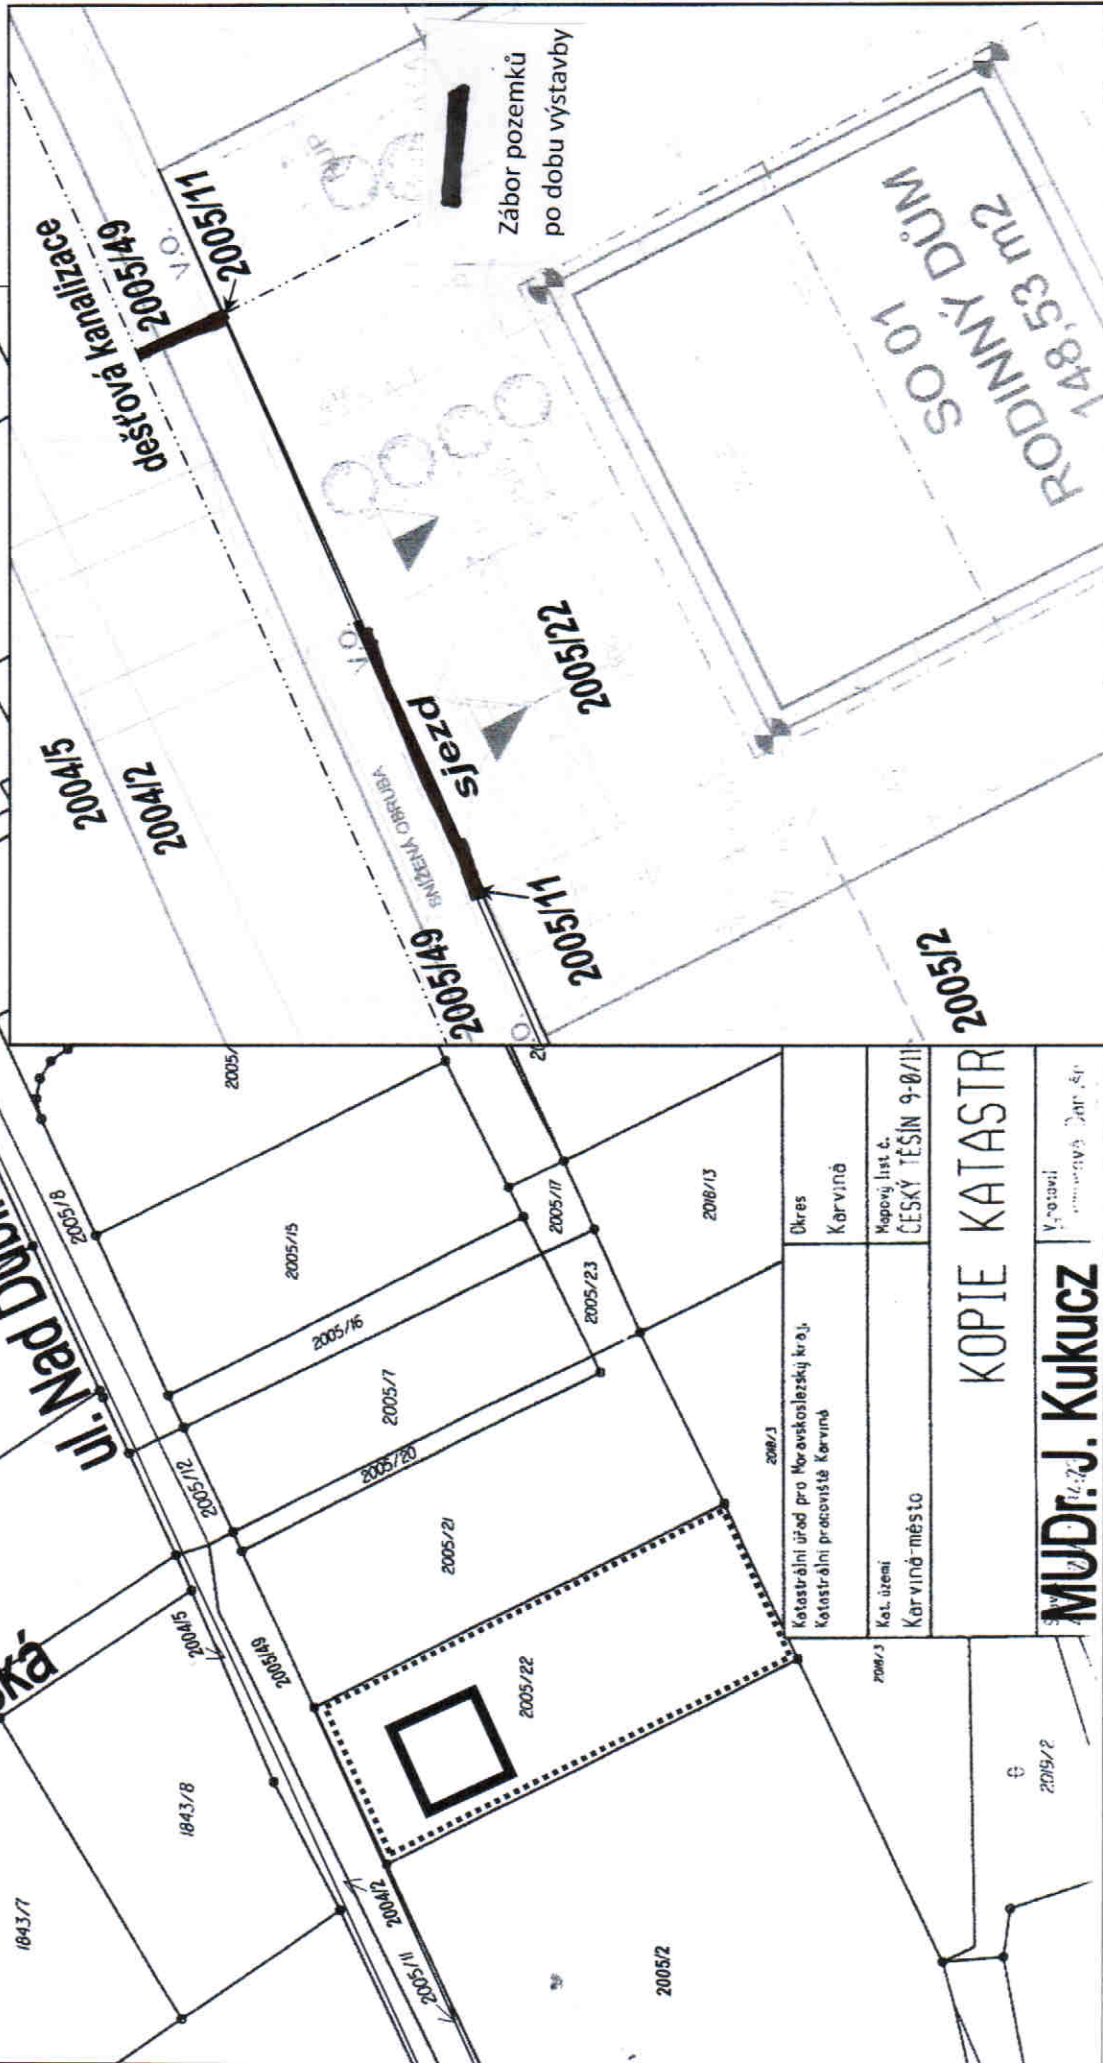 Zábor pozemků
po dobu výstavby
dešťová kanalizace
2005/49
V.O.
2005/11
2004/5
2004/2
V.O.
SNÍŽENÁ OBRUBA
sjezd
2005/49
2005/11
2005/22
2005/2
SO 01
RODINNÝ DŮM
148,53 m2
ul. Nad
1843/7
1843/8
2004/5
2005/8
2005/15
2005/16
2005/17
2005/12
2005/7
2005/20
2005/23
2005/21
2005/49
2005/22
2004/2
2005/11
2005/2
2018/13
2018/3
2018/3
2019/2
Katastrální úřad pro Moravskoslezský kraj,
Katastrální pracoviště Karviná
Okres
Karviná
Kat. území
Karviná-město
Mapový list č.
ČESKÝ TĚŠÍN 9-8/11
KOPIE KATASTR
Vyhotovil
MUDr. J. Kukucz